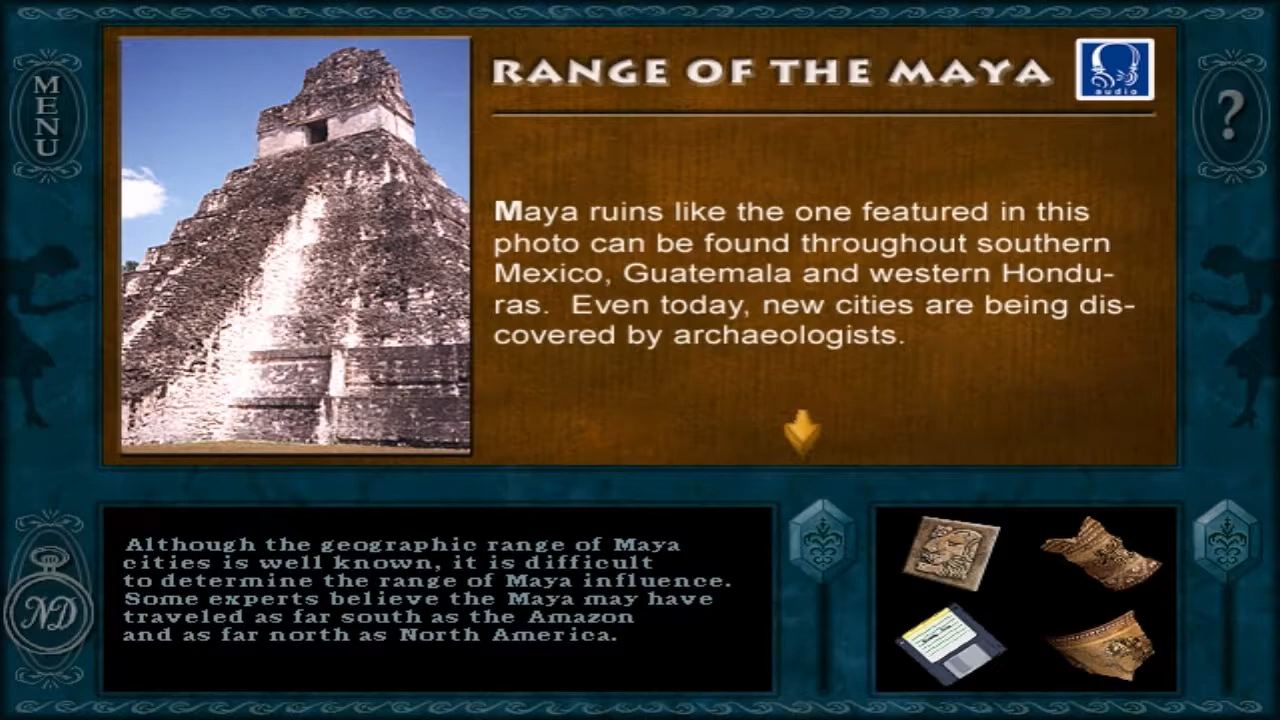 MENU
RANGE OF THE MAYA
audio
?
Maya ruins like the one featured in this
photo can be found throughout southern
Mexico, Guatemala and western Hondu-
ras.  Even today, new cities are being dis-
covered by archaeologists.
Although the geographic range of Maya
cities is well known, it is difficult
to determine the range of Maya influence.
Some experts believe the Maya may have
traveled as far south as the Amazon
and as far north as North America.
ND